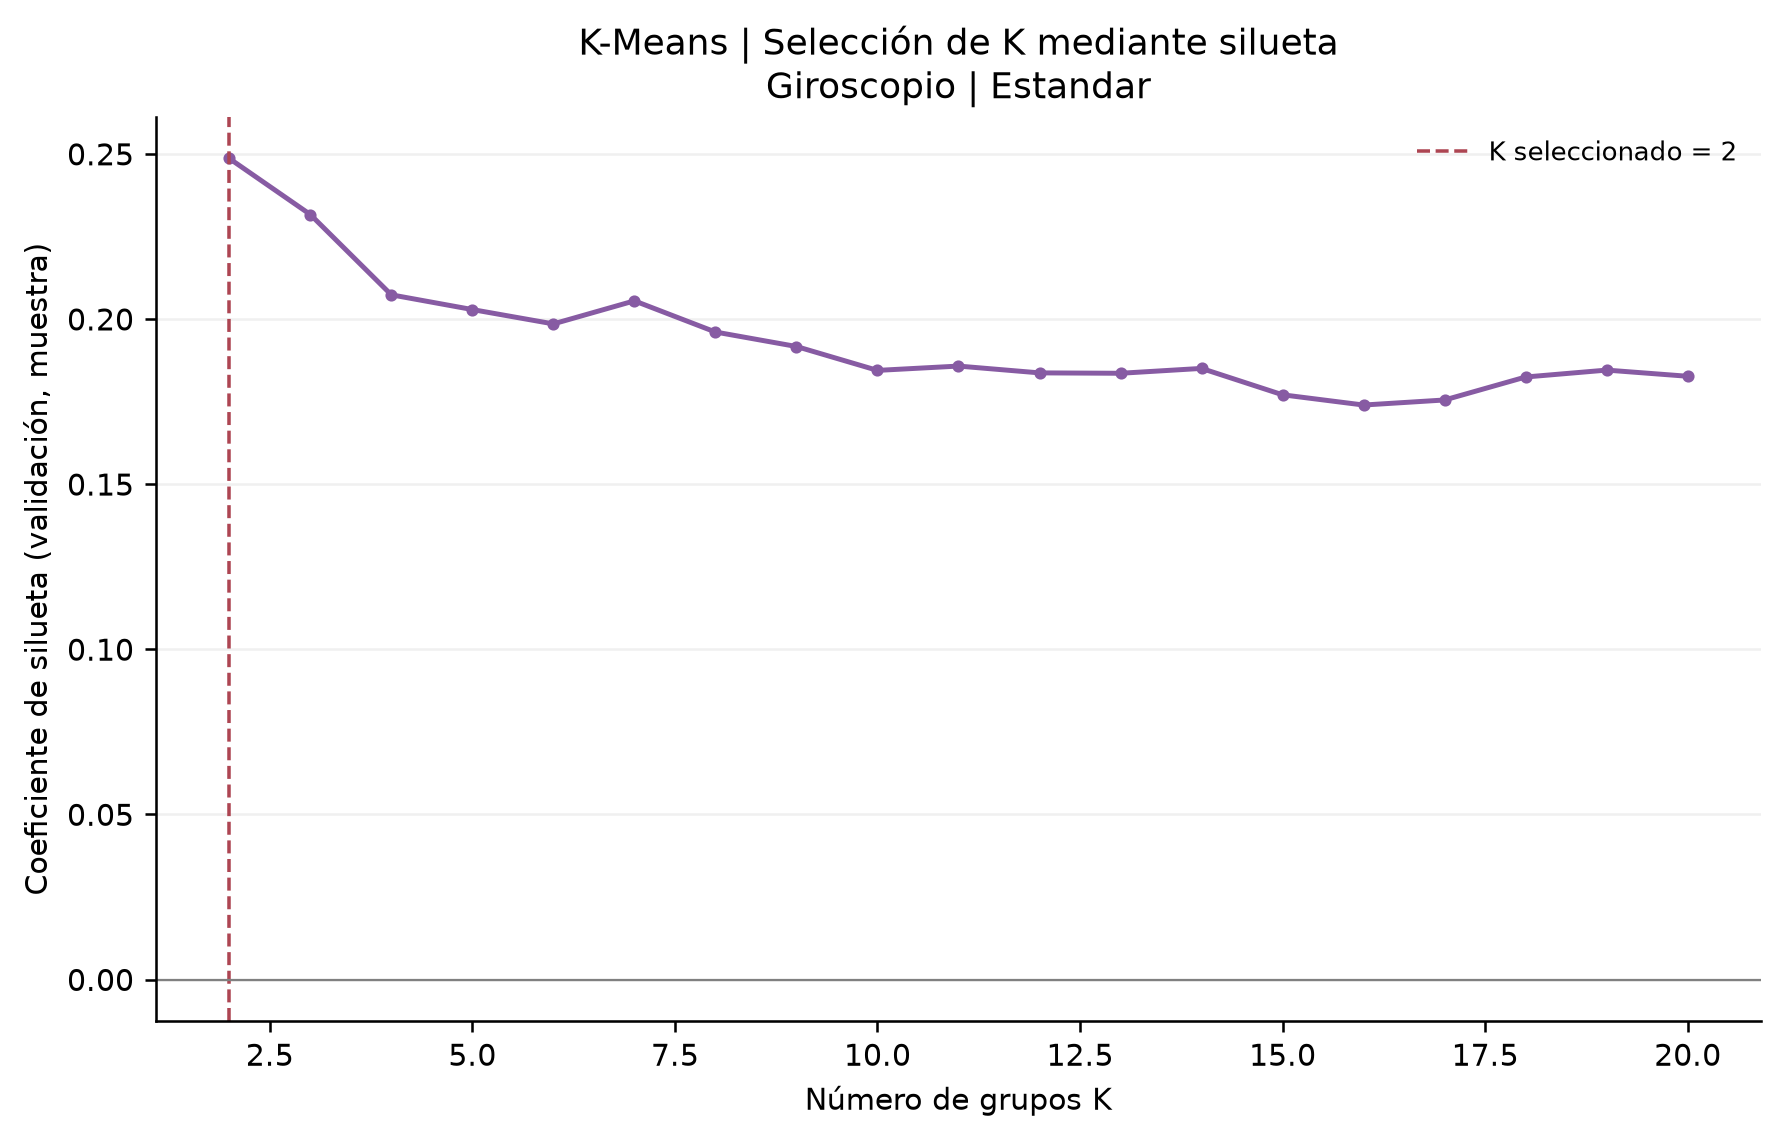 K-Means | Selección de K mediante silueta
Giroscopio | Estandar
K seleccionado = 2
Coeficiente de silueta (validación, muestra)
0.25
0.20
0.15
0.10
0.05
0.00
2.5 5.0 7.5 10.0 12.5 15.0 17.5 20.0
Número de grupos K